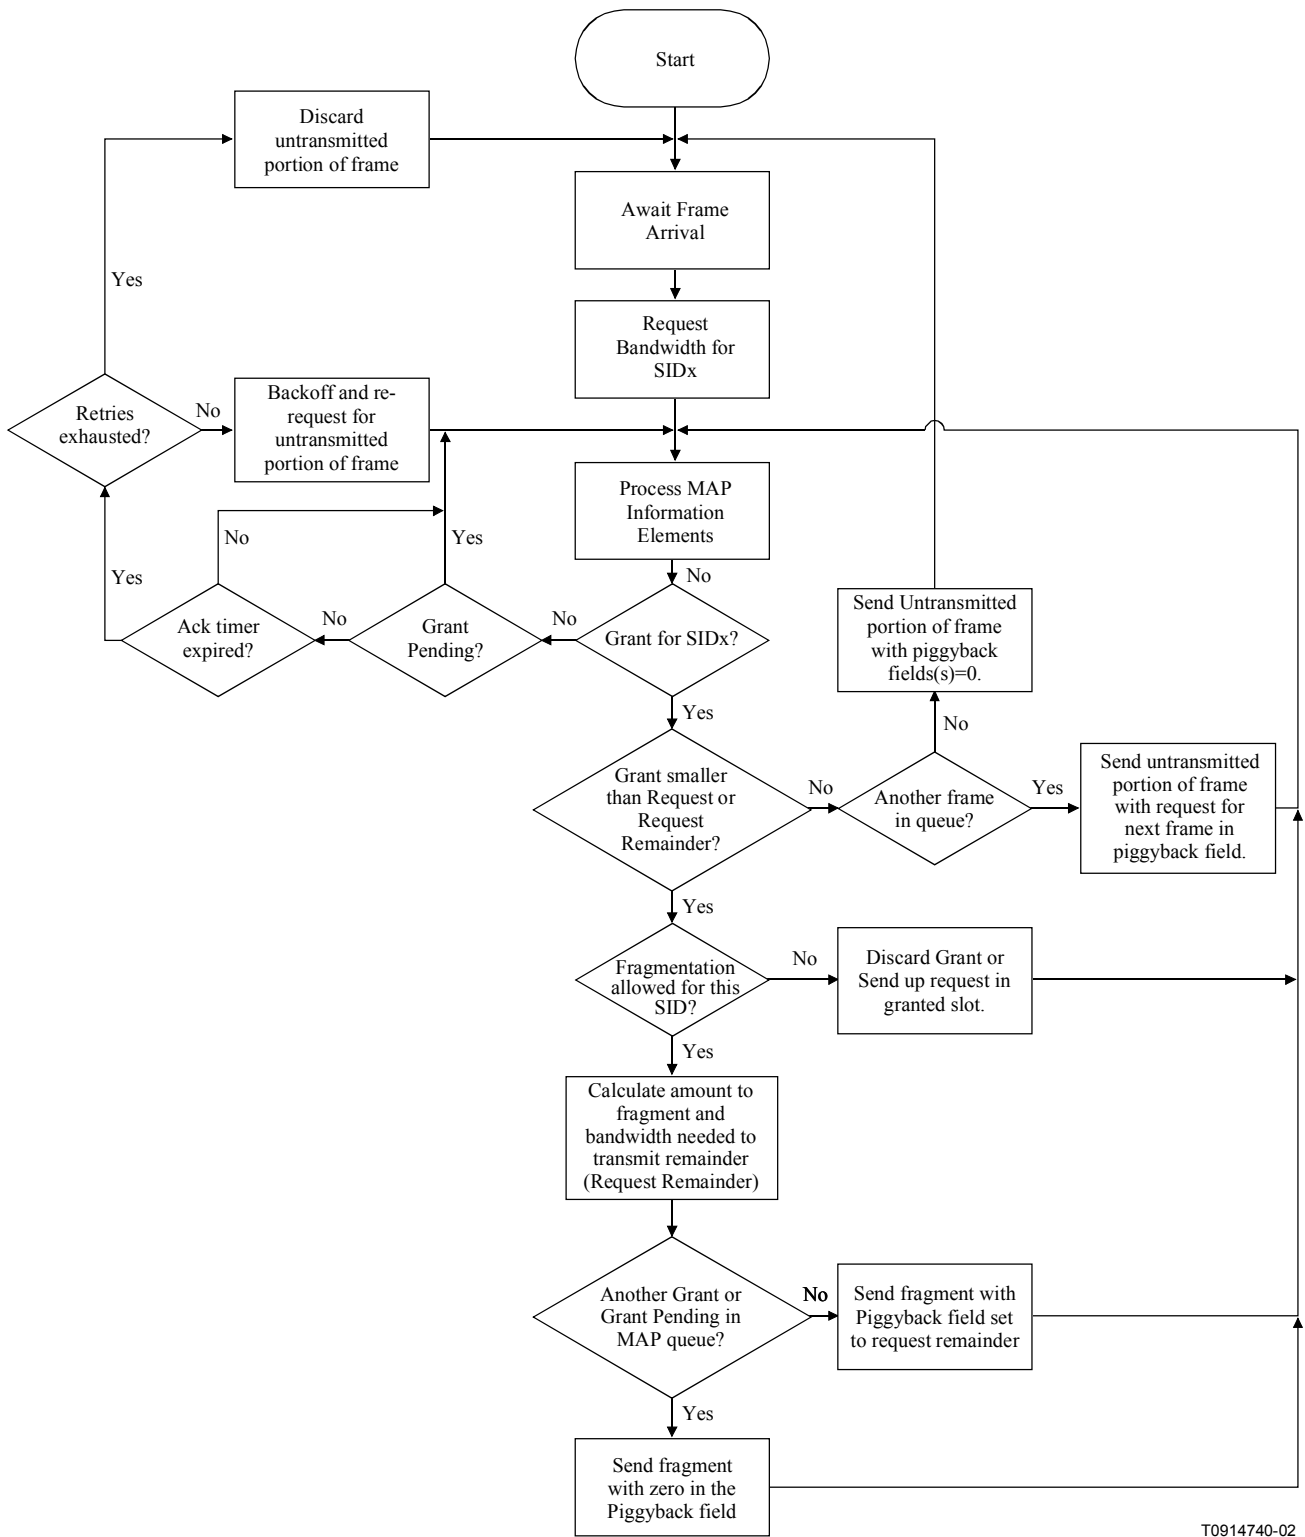 Start
Discard
untransmitted
portion of frame
Await Frame
Arrival
Yes
Request
Bandwidth for
SIDx
Retries
exhausted?
No
Backoff and re-
request for
untransmitted
portion of frame
Process MAP
Information
Elements
No
Yes
No
Yes
Ack timer
expired?
No
Grant
Pending?
No
Grant for SIDx?
Send Untransmitted
portion of frame
with piggyback
fields(s)=0.
Yes
No
Grant smaller
than Request or
Request
Remainder?
No
Another frame
in queue?
Yes
Send untransmitted
portion of frame
with request for
next frame in
piggyback field.
Yes
Fragmentation
allowed for this
SID?
No
Discard Grant or
Send up request in
granted slot.
Yes
Calculate amount to
fragment and
bandwidth needed to
transmit remainder
(Request Remainder)
Another Grant or
Grant Pending in
MAP queue?
No
Send fragment with
Piggyback field set
to request remainder
Yes
Send fragment
with zero in the
Piggyback field
T0914740-02